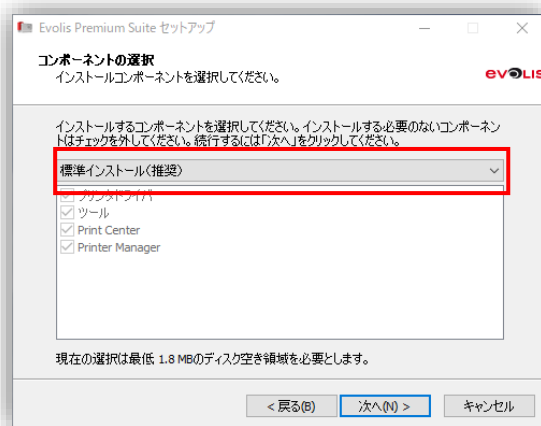 Evolis Premium Suite セットアップ
コンポーネントの選択
インストールコンポーネントを選択してください。
evolis
インストールするコンポーネントを選択してください。インストールする必要のないコンポーネン
トはチェックを外してください。続行するには「次へ」をクリックしてください。
標準インストール(推奨)
プリンタドライバ
ツール
Print Center
Printer Manager
現在の選択は最低 1.8 MBのディスク空き領域を必要とします。
< 戻る(B)
次へ(N) >
キャンセル